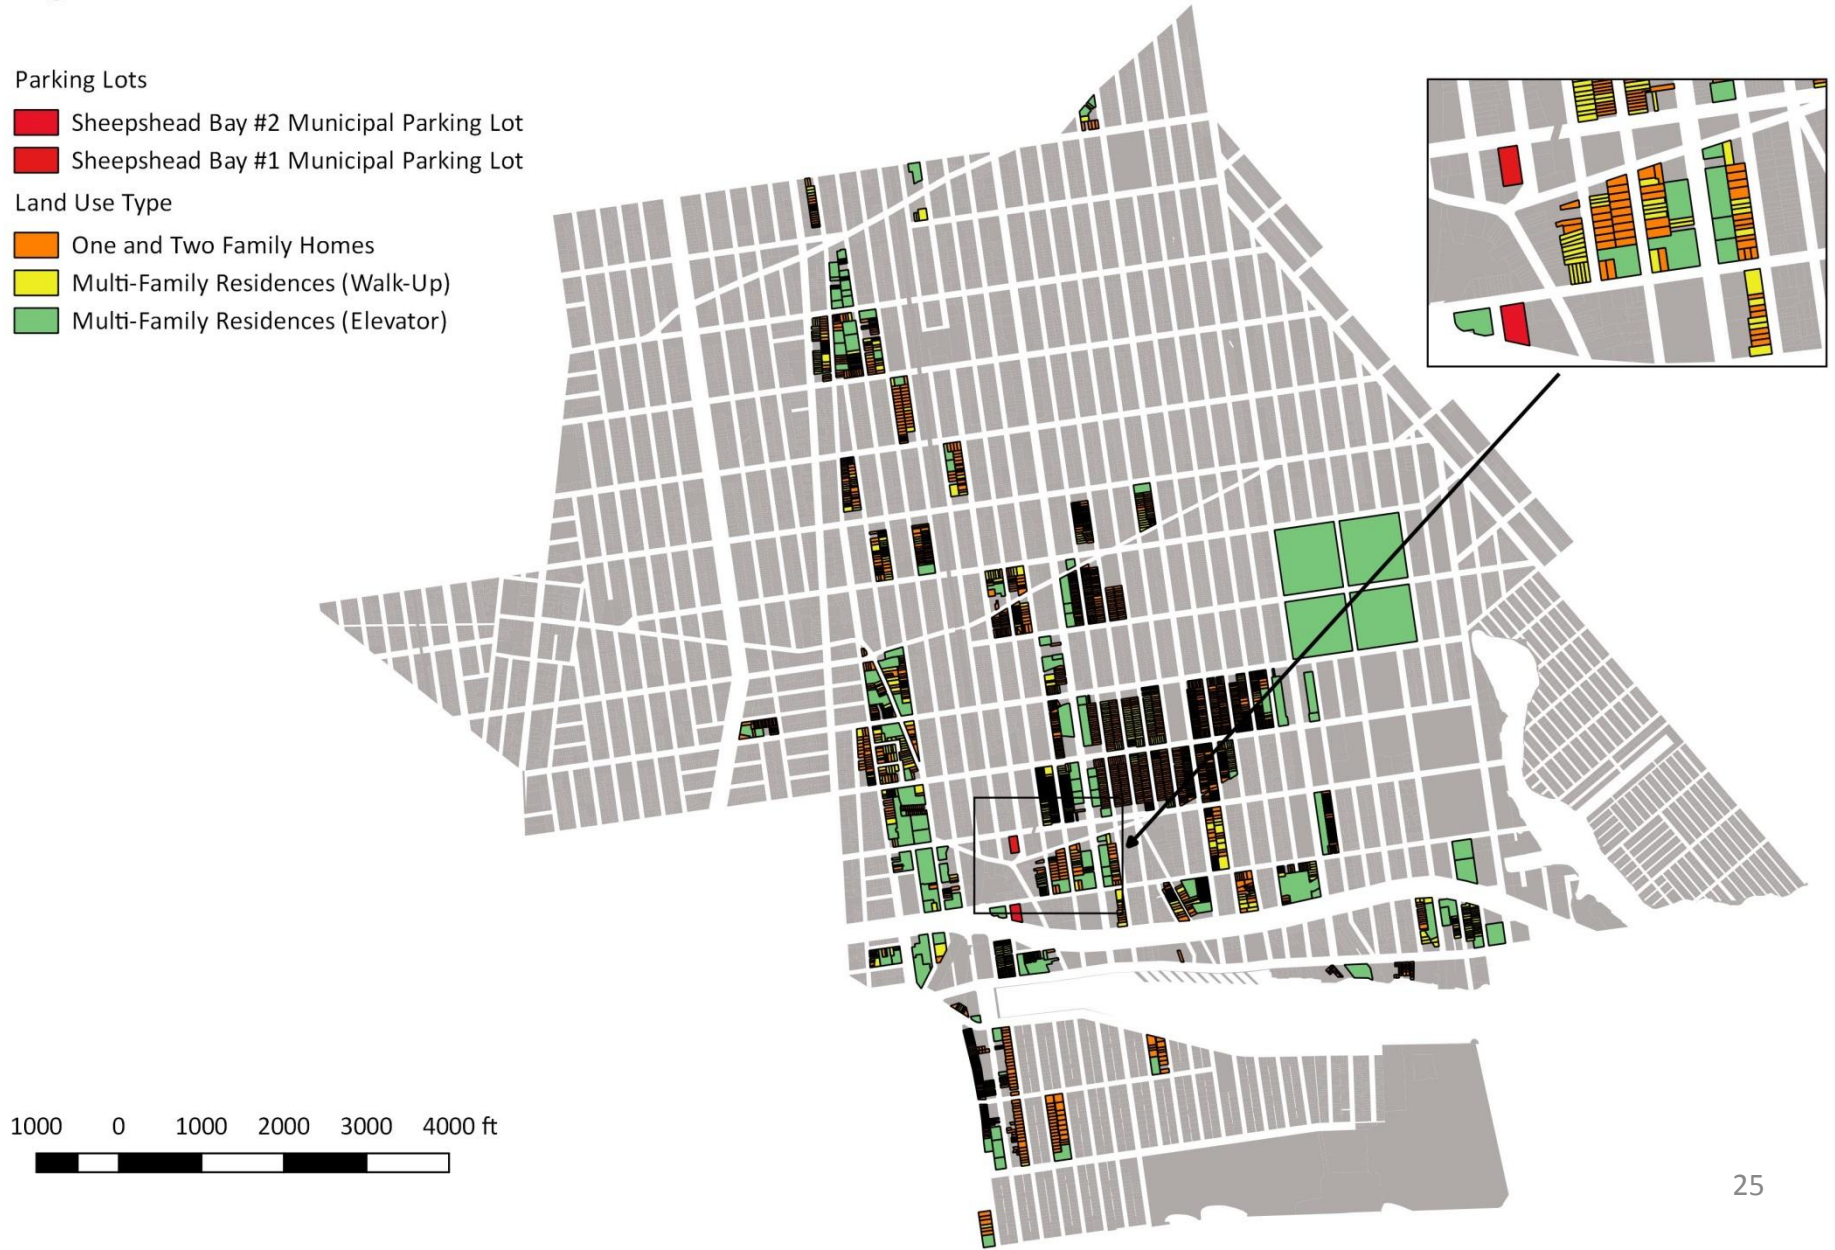 Parking Lots
Sheepshead Bay #2 Municipal Parking Lot
Sheepshead Bay #1 Municipal Parking Lot
Land Use Type
One and Two Family Homes
Multi-Family Residences (Walk-Up)
Multi-Family Residences (Elevator)
1000 0 1000 2000 3000 4000 ft
25